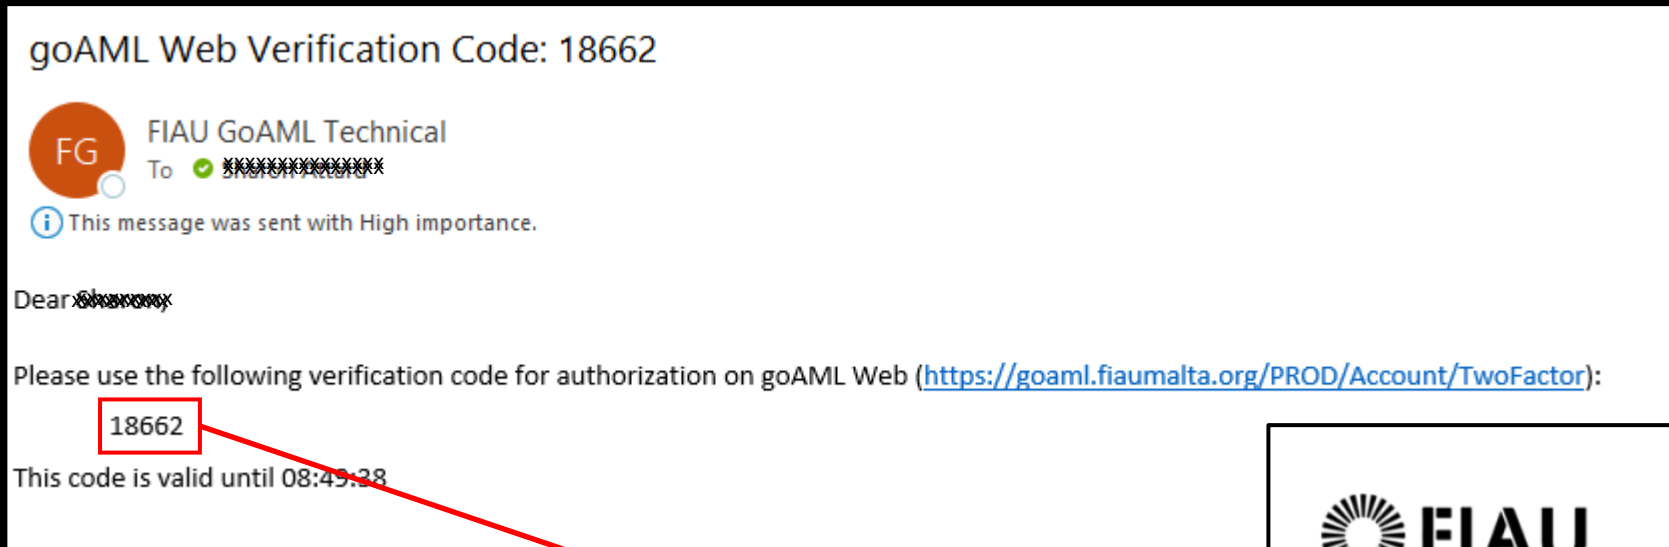 goAML Web Verification Code: 18662
FG
FIAU GoAML Technical
To
This message was sent with High importance.
Dear
Please use the following verification code for authorization on goAML Web (https://goaml.fiaumalta.org/PROD/Account/TwoFactor):
18662
This code is valid until 08:49:38
FIAU